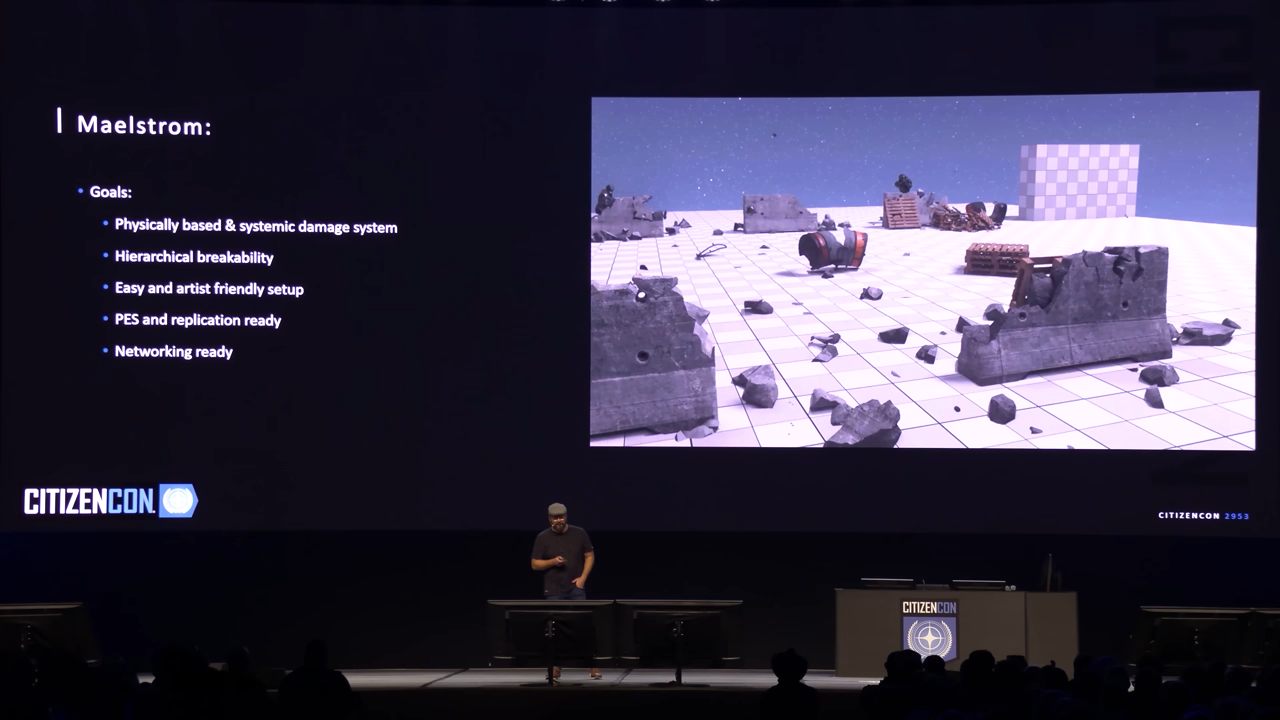 Maelstrom:
Goals:
Physically based & systemic damage system
Hierarchical breakability
Easy and artist friendly setup
PES and replication ready
Networking ready
CITIZENCON
CITIZENCON 2953
CITIZENCON